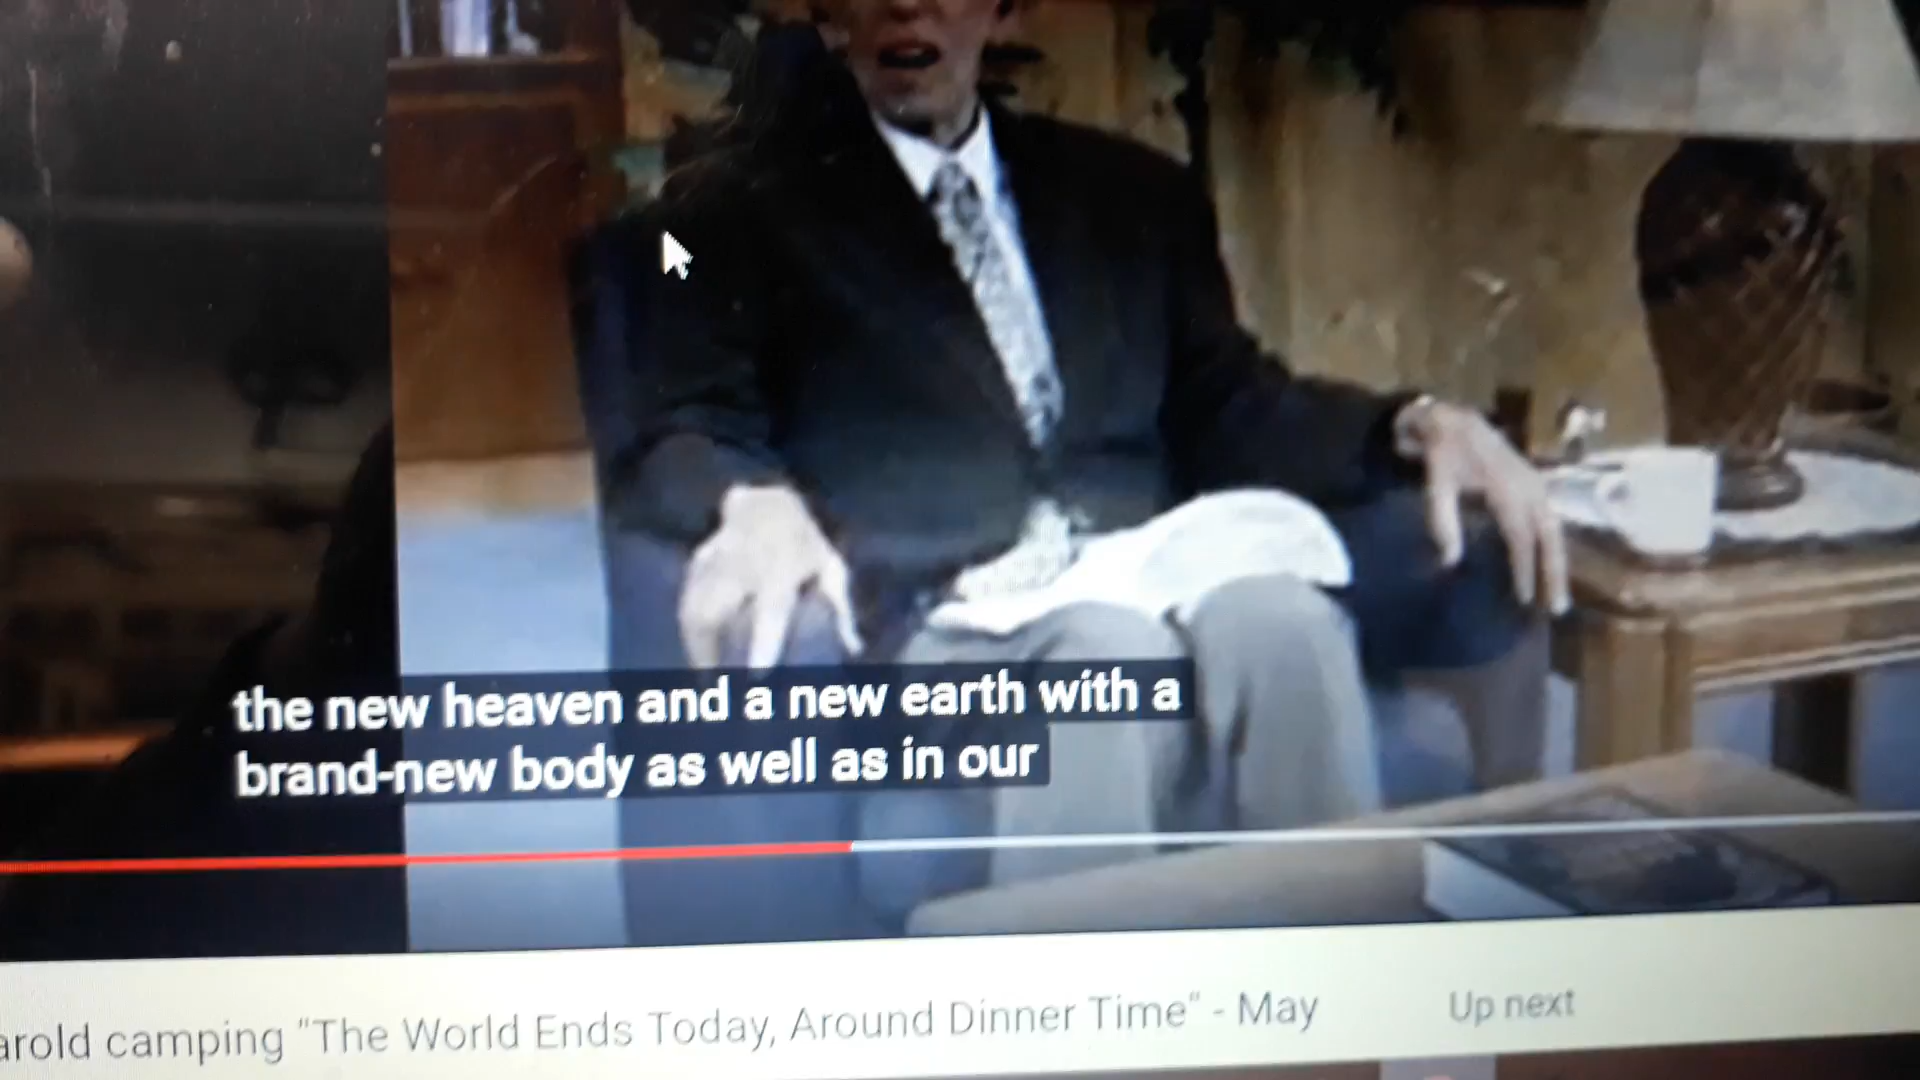 the new heaven and a new earth with a
brand-new body as well as in our
arold camping "The World Ends Today, Around Dinner Time" - May
Up next